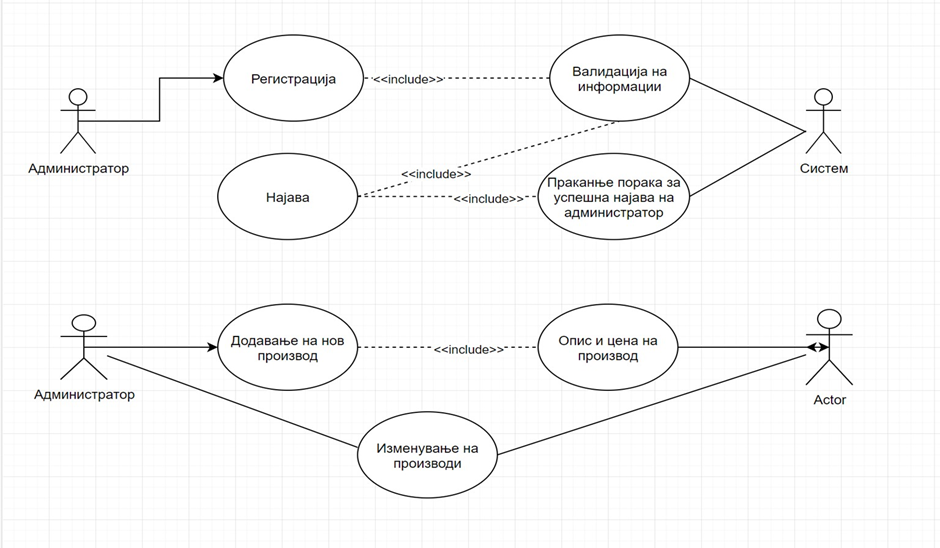 Регистрација
<<include>>
Валидација на
информации
Администратор
Систем
Најава
<<include>>
<<include>>
Праканње порака за
успешна најава на
администратор
Додавање на нов
производ
<<include>>
Опис и цена на
производ
Администратор
Actor
Изменување на
производи